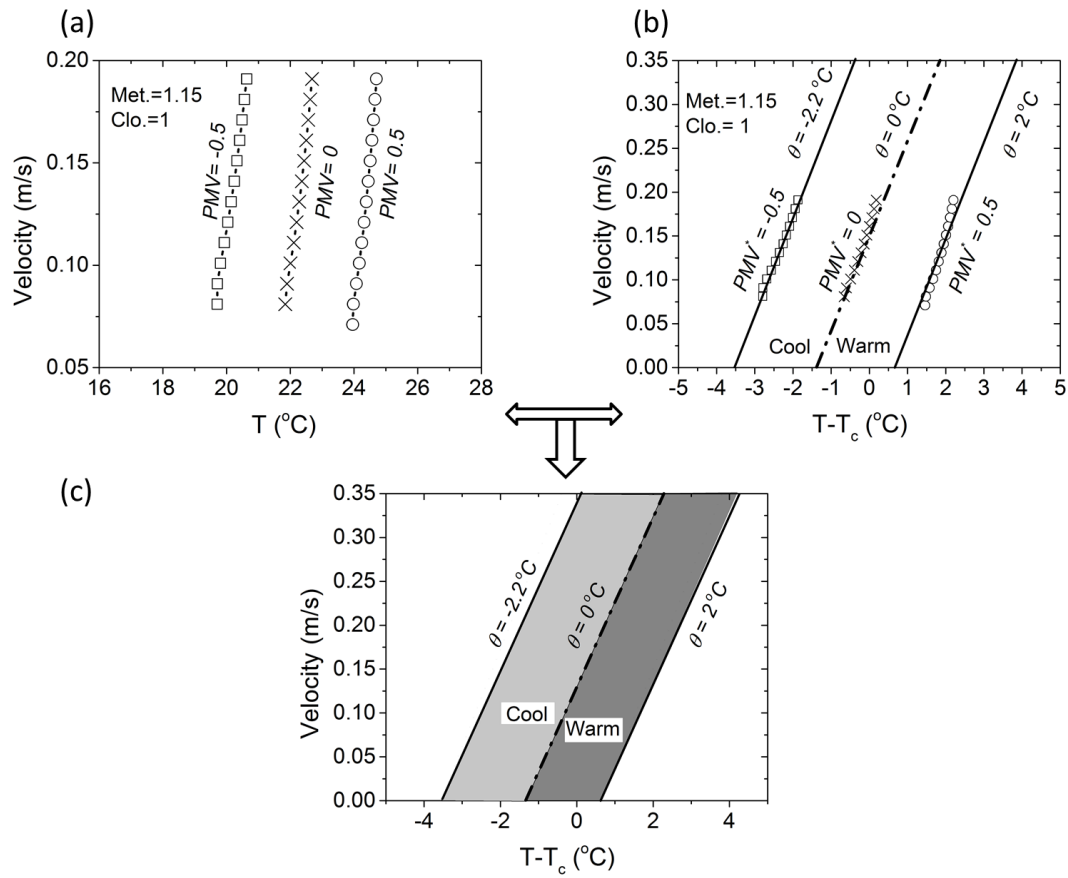 (a)
0.20
0.15
0.10
0.05
Velocity (m/s)
Met.=1.15
Clo.=1
PMV= -0.5
PMV= 0
PMV= 0.5
16 18 20 22 24 26 28
T (°C)
(b)
0.35
0.30
0.25
0.20
0.15
0.10
0.05
0.00
Velocity (m/s)
Met.=1.15
Clo.= 1
θ = -2.2°C
θ = 0°C
θ = 2°C
PMV* = -0.5
PMV* = 0
PMV* = 0.5
Cool
Warm
-5 -4 -3 -2 -1 0 1 2 3 4 5
T-Tc (°C)
(c)
0.35
0.30
0.25
0.20
0.15
0.10
0.05
0.00
Velocity (m/s)
θ = -2.2°C
θ = 0°C
θ = 2°C
Cool
Warm
-4 -2 0 2 4
T-Tc (°C)